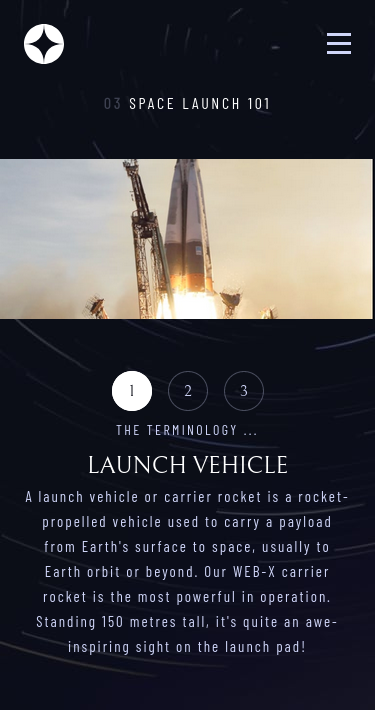 03 SPACE LAUNCH 101
1 2 3
THE TERMINOLOGY ...
LAUNCH VEHICLE
A launch vehicle or carrier rocket is a rocket-
propelled vehicle used to carry a payload
from Earth's surface to space, usually to
Earth orbit or beyond. Our WEB-X carrier
rocket is the most powerful in operation.
Standing 150 metres tall, it's quite an awe-
inspiring sight on the launch pad!